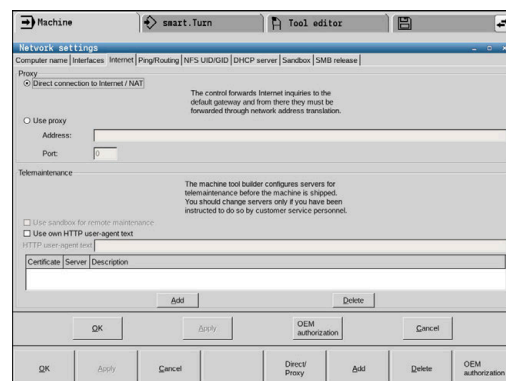 Machine smart.Turn Tool editor
Network settings
Computer name Interfaces Internet Ping/Routing NFS UID/GID DHCP server Sandbox SMB release
Proxy
Direct connection to Internet / NAT
The control forwards Internet inquiries to the
default gateway and from there they must be
forwarded through network address translation.
Use proxy
Address:
Port: 0
Telemaintenance
The machine tool builder configures servers for
telemaintenance before the machine is shipped.
You should change servers only if you have been
instructed to do so by customer service personnel.
Use sandbox for remote maintenance
Use own HTTP user-agent text
HTTP user-agent text
Certificate Server Description
Add Delete
OK Apply OEM authorization Cancel
OK Apply Cancel Direct/ Proxy Add Delete OEM authorization